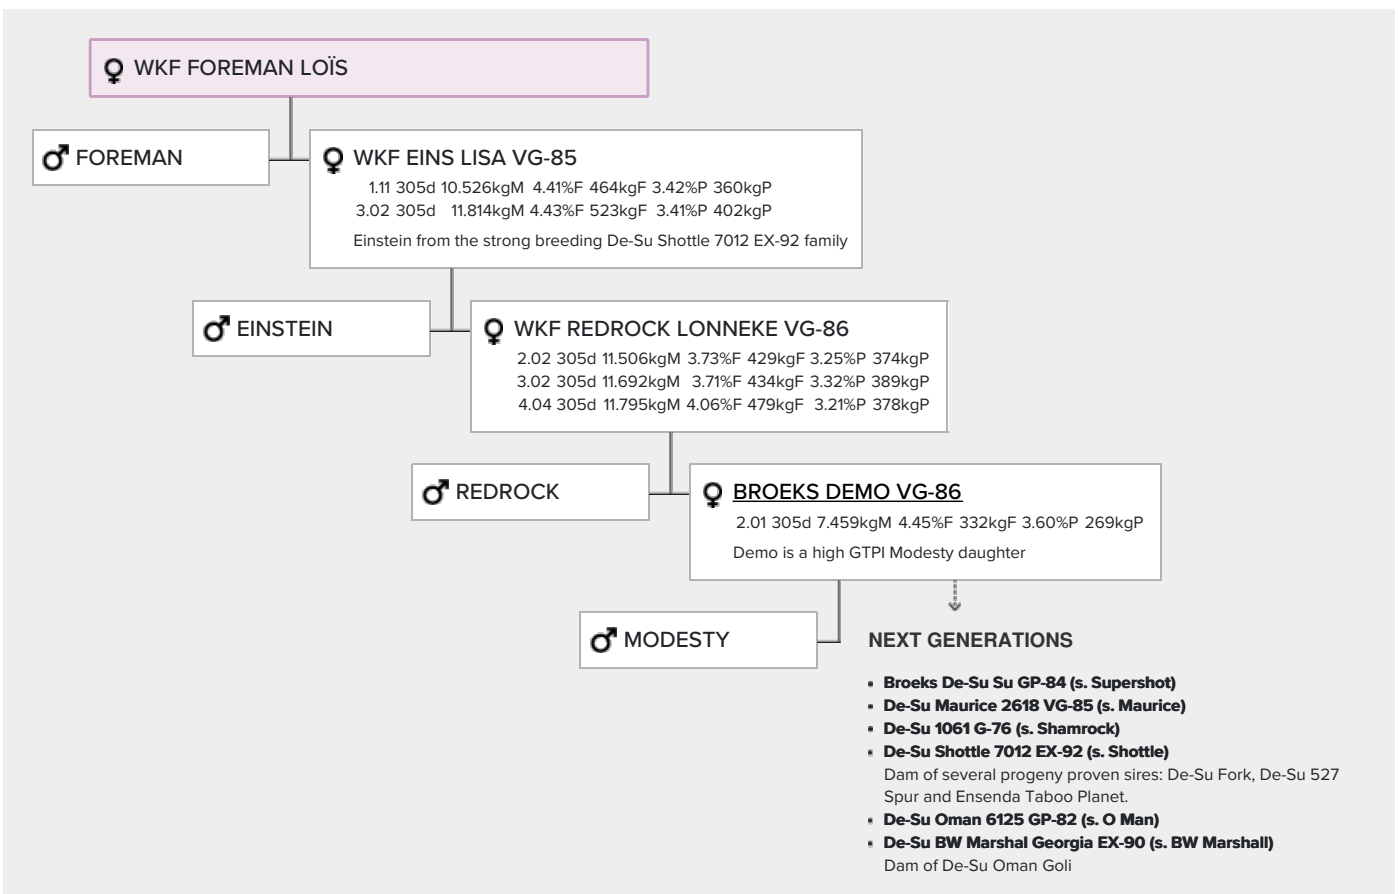 WKF FOREMAN LOÏS
FOREMAN
WKF EINS LISA VG-85
1.11 305d 10.526kgM 4.41%F 464kgF 3.42%P 360kgP
3.02 305d 11.814kgM 4.43%F 523kgF 3.41%P 402kgP
Einstein from the strong breeding De-Su Shottle 7012 EX-92 family
EINSTEIN
WKF REDROCK LONNEKE VG-86
2.02 305d 11.506kgM 3.73%F 429kgF 3.25%P 374kgP
3.02 305d 11.692kgM 3.71%F 434kgF 3.32%P 389kgP
4.04 305d 11.795kgM 4.06%F 479kgF 3.21%P 378kgP
REDROCK
BROEKS DEMO VG-86
2.01 305d 7.459kgM 4.45%F 332kgF 3.60%P 269kgP
Demo is a high GTPI Modesty daughter
MODESTY
NEXT GENERATIONS
• Broeks De-Su Su GP-84 (s. Supershot)
• De-Su Maurice 2618 VG-85 (s. Maurice)
• De-Su 1061 G-76 (s. Shamrock)
• De-Su Shottle 7012 EX-92 (s. Shottle)
Dam of several progeny proven sires: De-Su Fork, De-Su 527
Spur and Ensenda Taboo Planet.
• De-Su Oman 6125 GP-82 (s. O Man)
• De-Su BW Marshal Georgia EX-90 (s. BW Marshall)
Dam of De-Su Oman Goli